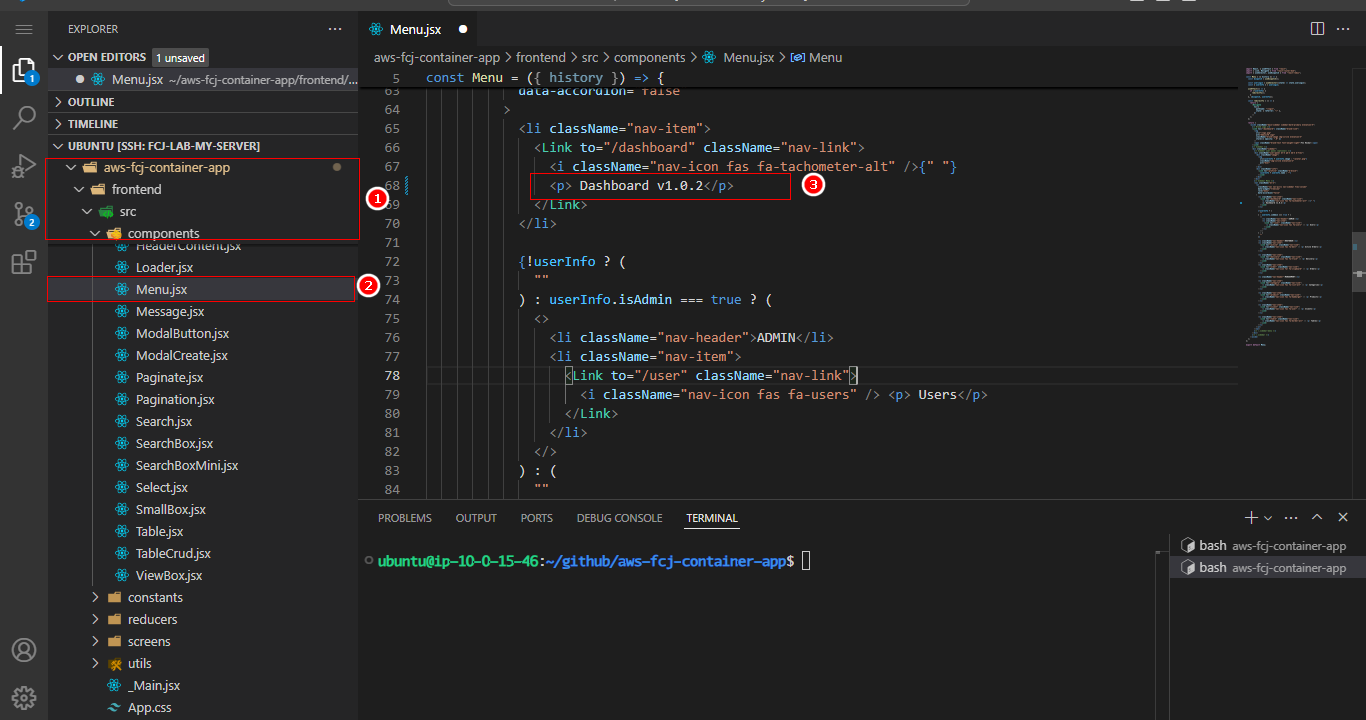 EXPLORER
OPEN EDITORS 1 unsaved
Menu.jsx ~/aws-fcj-container-app/frontend/...
OUTLINE
TIMELINE
UBUNTU [SSH: FCJ-LAB-MY-SERVER]
aws-fcj-container-app
frontend
src
components
HeaderContent.jsx
Loader.jsx
Menu.jsx
Message.jsx
ModalButton.jsx
ModalCreate.jsx
Paginate.jsx
Pagination.jsx
Search.jsx
SearchBox.jsx
SearchBoxMini.jsx
Select.jsx
SmallBox.jsx
Table.jsx
TableCrud.jsx
ViewBox.jsx
constants
reducers
screens
utils
_Main.jsx
App.css
1
2
1
2
3
Menu.jsx
aws-fcj-container-app > frontend > src > components > Menu.jsx > Menu
5 const Menu = ({ history }) => {
63 data-accordion="false"
64 >
65 <li className="nav-item">
66 <Link to="/dashboard" className="nav-link">
67 <i className="nav-icon fas fa-tachometer-alt" />{" "}
68 <p> Dashboard v1.0.2</p>
69 </Link>
70 </li>
71
72 {!userInfo ? (
73 ""
74 ) : userInfo.isAdmin === true ? (
75 <>
76 <li className="nav-header">ADMIN</li>
77 <li className="nav-item">
78 <Link to="/user" className="nav-link">
79 <i className="nav-icon fas fa-users" /> <p> Users</p>
80 </Link>
81 </li>
82 </>
83 ) : (
84 ""
PROBLEMS OUTPUT PORTS DEBUG CONSOLE TERMINAL
ubuntu@ip-10-0-15-46:~/github/aws-fcj-container-app$
bash aws-fcj-container-app
bash aws-fcj-container-app